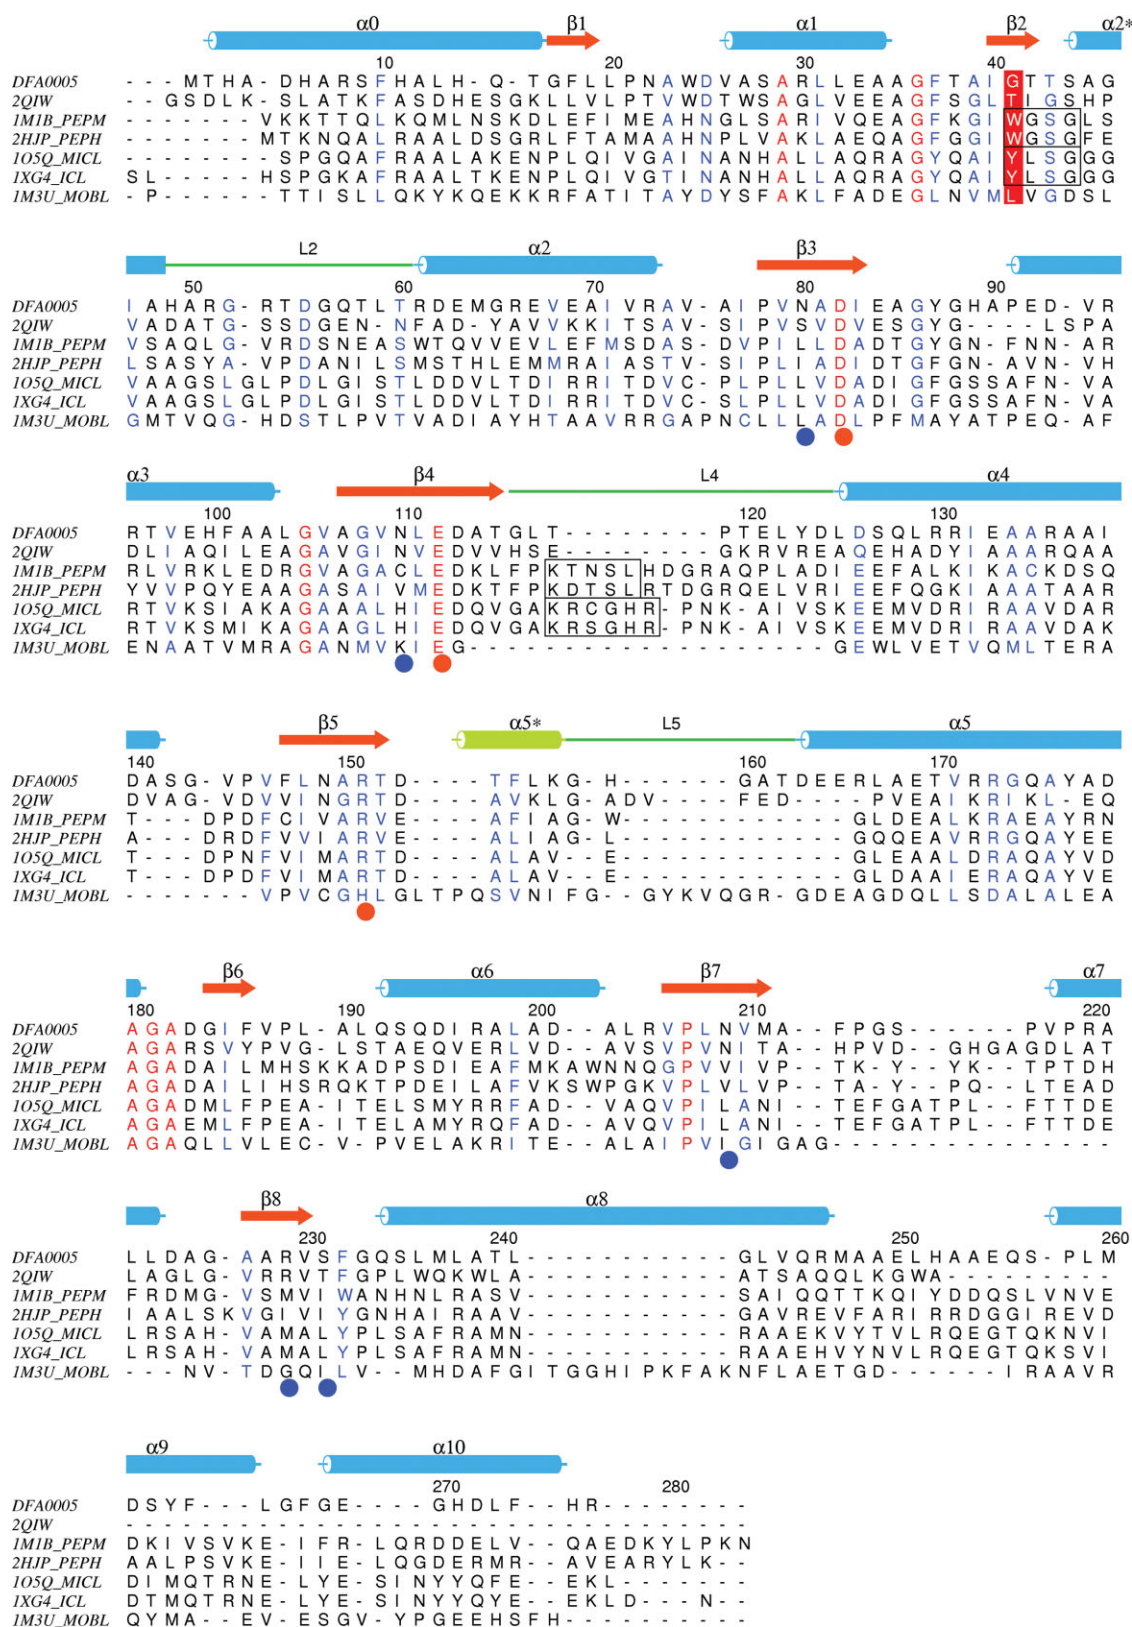 α0 β1 α1 β2 α2*
10 20 30 40
DFA0005 - - - M T H A - D H A R S F H A L H - Q - T G F L L P N A W D V A S A R L L E A A G F T A I G T T S A G
2QIW - - G S D L K - S L A T K F A S D H E S G K L L V L P T V W D T W S A G L V E E A G F S G L T I G S H P
1M1B_PEPM - - - - - - - V K K T T Q L K Q M L N S K D L E F I M E A H N G L S A R I V Q E A G F K G I W G S G L S
2HJP_PEPH - - - - - - - M T K N Q A L R A A L D S G R L F T A M A A H N P L V A K L A E Q A G F G G I W G S G F E
1O5Q_MICL - - - - - - - - S P G Q A F R A A L A K E N P L Q I V G A I N A N H A L L A Q R A G Y Q A I Y L S G G G
1XG4_ICL S L - - - - - H S P G K A F R A A L T K E N P L Q I V G T I N A N H A L L A Q R A G Y Q A I Y L S G G G
1M3U_MOBL - P - - - - - - T T I S L L Q K Y K Q E K K R F A T I T A Y D Y S F A K L F A D E G L N V M L V G D S L
L2 α2 β3
50 60 70 80 90
DFA0005 I A H A R G - R T D G Q T L T R D E M G R E V E A I V R A V - A I P V N A D I E A G Y G H A P E D - V R
2QIW V A D A T G - S S D G E N - N F A D - Y A V V K K I T S A V - S I P V S V D V E S G Y G - - - - L S P A
1M1B_PEPM V S A Q L G - V R D S N E A S W T Q V V E V L E F M S D A S - D V P I L L D A D T G Y G N - F N N - A R
2HJP_PEPH L S A S Y A - V P D A N I L S M S T H L E M M R A I A S T V - S I P L I A D I D T G F G N - A V N - V H
1O5Q_MICL V A A G S L G L P D L G I S T L D D V L T D I R R I T D V C - P L P L L V D A D I G F G S S A F N - V A
1XG4_ICL V A A G S L G L P D L G I S T L D D V L T D I R R I T D V C - S L P L L V D A D I G F G S S A F N - V A
1M3U_MOBL G M T V Q G - H D S T L P V T V A D I A Y H T A A V R R G A P N C L L L A D L P F M A Y A T P E Q - A F
α3 β4 L4 α4
100 110 120 130
DFA0005 R T V E H F A A L G V A G V N L E D A T G L T - - - - - - - - P T E L Y D L D S Q L R R I E A A R A A I
2QIW D L I A Q I L E A G A V G I N V E D V V H S E - - - - - - - - G K R V R E A Q E H A D Y I A A A R Q A A
1M1B_PEPM R L V R K L E D R G V A G A C L E D K L F P K T N S L H D G R A Q P L A D I E E F A L K I K A C K D S Q
2HJP_PEPH Y V V P Q Y E A A G A S A I V M E D K T F P K D T S L R T D G R Q E L V R I E E F Q G K I A A A T A A R
1O5Q_MICL R T V K S I A K A G A A A L H I E D Q V G A K R C G H R - P N K - A I V S K E E M V D R I R A A V D A R
1XG4_ICL R T V K S M I K A G A A G L H I E D Q V G A K R S G H R - P N K - A I V S K E E M V D R I R A A V D A K
1M3U_MOBL E N A A T V M R A G A N M V K I E G - - - - - - - - - - - - - - - - - - - G E W L V E T V Q M L T E R A
β5 α5* L5 α5
140 150 160 170
DFA0005 D A S G - V P V F L N A R T D - - - - T F L K G - H - - - - - G A T D E E R L A E T V R R G Q A Y A D
2QIW D V A G - V D V V I N G R T D - - - - A V K L G - A D V - - - F E D - - - - P V E A I K R I K L - E Q
1M1B_PEPM T - - - D P D F C I V A R V E - - - - A F I A G - W - - - - - - - - - - G L D E A L K R A E A Y R N
2HJP_PEPH A - - - D R D F V V I A R V E - - - - A L I A G - L - - - - - - - - - - G Q Q E A V R R G Q A Y E E
1O5Q_MICL T - - - D P N F V I M A R T D - - - - A L A V - - E - - - - - - - - - - G L E A A L D R A Q A Y V D
1XG4_ICL T - - - D P D F V I M A R T D - - - - A L A V - - E - - - - - - - - - - G L D A A I E R A Q A Y V E
1M3U_MOBL - - - - - - - V P V C G H L G L T P Q S V N I F G - - G Y K V Q G R - G D E A G D Q L L S D A L A L E A
β6 α6 β7 α7
180 190 200 210 220
DFA0005 A G A D G I F V P L - A L Q S Q D I R A L A D - - A L R V P L N V M A - - F P G S - - - - - P V P R A
2QIW A G A R S V Y P V G - L S T A E Q V E R L V D - - A V S V P V N I T A - - H P V D - - G H G A G D L A T
1M1B_PEPM A G A D A I L M H S K K A D P S D I E A F M K A W N N Q G P V V I V P - - T K - Y - - Y K - - T P T D H
2HJP_PEPH A G A D A I L I H S R Q K T P D E I L A F V K S W P G K V P L V L V P - - T A - Y - - P Q - - L T E A D
1O5Q_MICL A G A D M L F P E A - I T E L S M Y R R F A D - - V A Q V P I L A N I - - T E F G A T P L - - F T T D E
1XG4_ICL A G A E M L F P E A - I T E L A M Y R Q F A D - - A V Q V P I L A N I - - T E F G A T P L - - F T T D E
1M3U_MOBL A G A Q L L V L E C - V - P V E L A K R I T E - A L A I P V I G I G A G - - - - - - - - - - - - - - -
β8 α8
230 240 250 260
DFA0005 L L D A G - A A R V S F G Q S L M L A T L - - - - - - - - - - - G L V Q R M A A E L H A A E Q S - P L M
2QIW L A G L G - V R R V T F G P L W Q K W L A - - - - - - - - - - - A T S A Q Q L K G W A - - - - - - - - -
1M1B_PEPM F R D M G - V S M V I W A N H N L R A S V - - - - - - - - - - - S A I Q Q T T K Q I Y D D Q S L V N V E
2HJP_PEPH I A A L S K V G I V I Y G N H A I R A A V - - - - - - - - - - - G A V R E V F A R I R R D G G I R E V D
1O5Q_MICL L R S A H - V A M A L Y P L S A F R A M N - - - - - - - - - - - R A A E K V Y T V L R Q E G T Q K N V I
1XG4_ICL L R S A H - V A M A L Y P L S A F R A M N - - - - - - - - - - - R A A E H V Y N V L R Q E G T Q K S V I
1M3U_MOBL - - - N V - T D G Q I L V - - M H D A F G I T G G H I P K F A K N F L A E T G D - - - - - - I R A A V R
α9 α10
270 280
DFA0005 D S Y F - - - L G F G E - - - - G H D L F - H R - - - - - - - -
2QIW - - - - - - - - - - - - - - - - - - - - - - - - - - - - - - - -
1M1B_PEPM D K I V S V K E - I F R - L Q R D D E L V - Q A E D K Y L P K N
2HJP_PEPH A A L P S V K E - I I E - L Q G D E R M R - A V E A R Y L K - -
1O5Q_MICL D I M Q T R N E - L Y E - S I N Y Y Q F E - E K L - - - - -
1XG4_ICL D T M Q T R N E - L Y E - S I N Y Y Q Y E - E K L D - - N -
1M3U_MOBL Q Y M A - - E V - E S G V - Y P G E E H S F H - - - - - - - - -